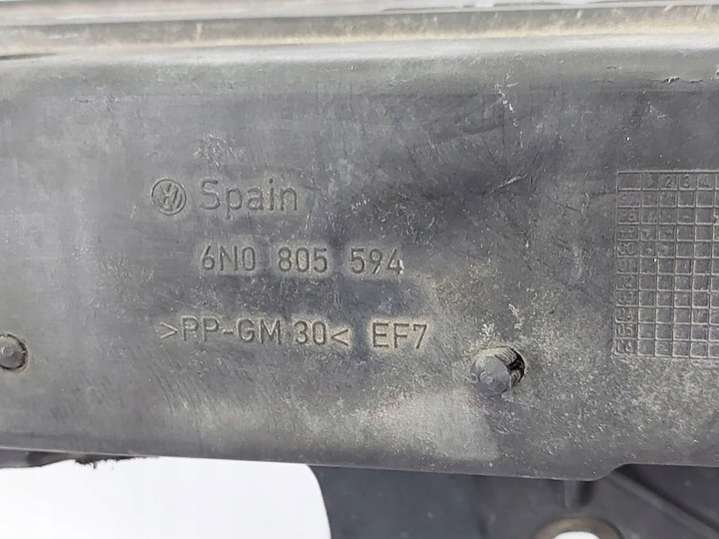 Spain
6N0 805 594
>PP-GM 30< EF7